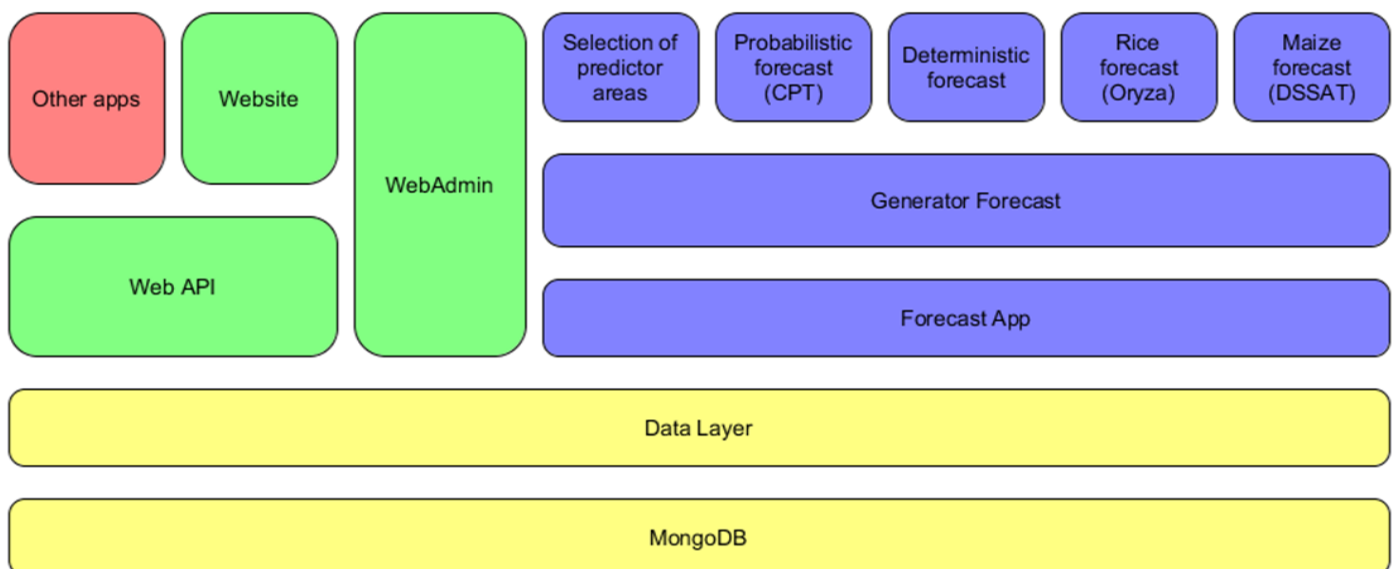 Other apps
Website
WebAdmin
Selection of
predictor
areas
Probabilistic
forecast
(CPT)
Deterministic
forecast
Rice
forecast
(Oryza)
Maize
forecast
(DSSAT)
Generator Forecast
Web API
Forecast App
Data Layer
MongoDB